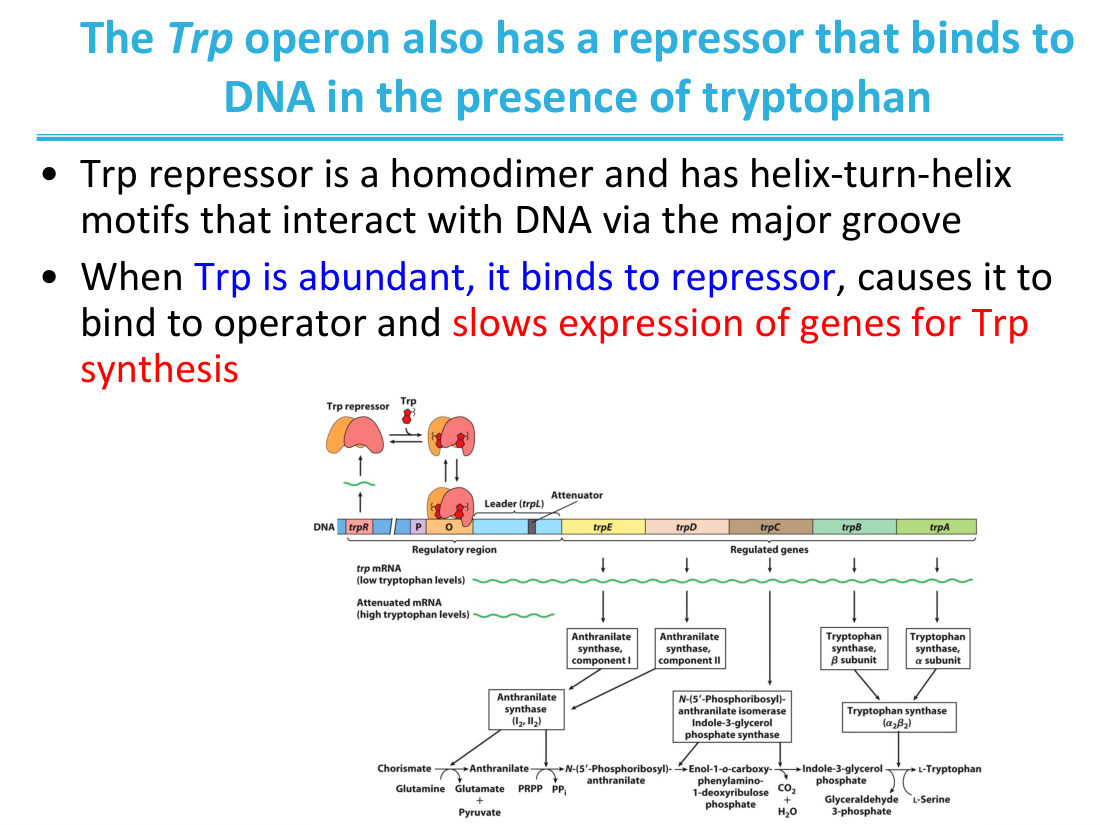 The Trp operon also has a repressor that binds to
DNA in the presence of tryptophan
• Trp repressor is a homodimer and has helix-turn-helix
motifs that interact with DNA via the major groove
• When Trp is abundant, it binds to repressor, causes it to
bind to operator and slows expression of genes for Trp
synthesis
Trp repressor
Trp
Leader (trpL)
Attenuator
DNA
trpR
P
O
trpE
trpD
trpC
trpB
trpA
Regulatory region
Regulated genes
trp mRNA
(low tryptophan levels)
Attenuated mRNA
(high tryptophan levels)
Anthranilate
synthase,
component I
Anthranilate
synthase,
component II
Tryptophan
synthase,
β subunit
Tryptophan
synthase,
α subunit
Anthranilate
synthase
(I₂, II₂)
N-(5′-Phosphoribosyl)-
anthranilate isomerase
Indole-3-glycerol
phosphate synthase
Tryptophan synthase
(α₂β₂)
Chorismate
Glutamine
Glutamate
+
Pyruvate
Anthranilate
PRPP
PPᵢ
N-(5′-Phosphoribosyl)-
anthranilate
Enol-1-o-carboxy-
phenylamino-
1-deoxyribulose
phosphate
CO₂
+
H₂O
Indole-3-glycerol
phosphate
Glyceraldehyde
3-phosphate
L-Serine
L-Tryptophan